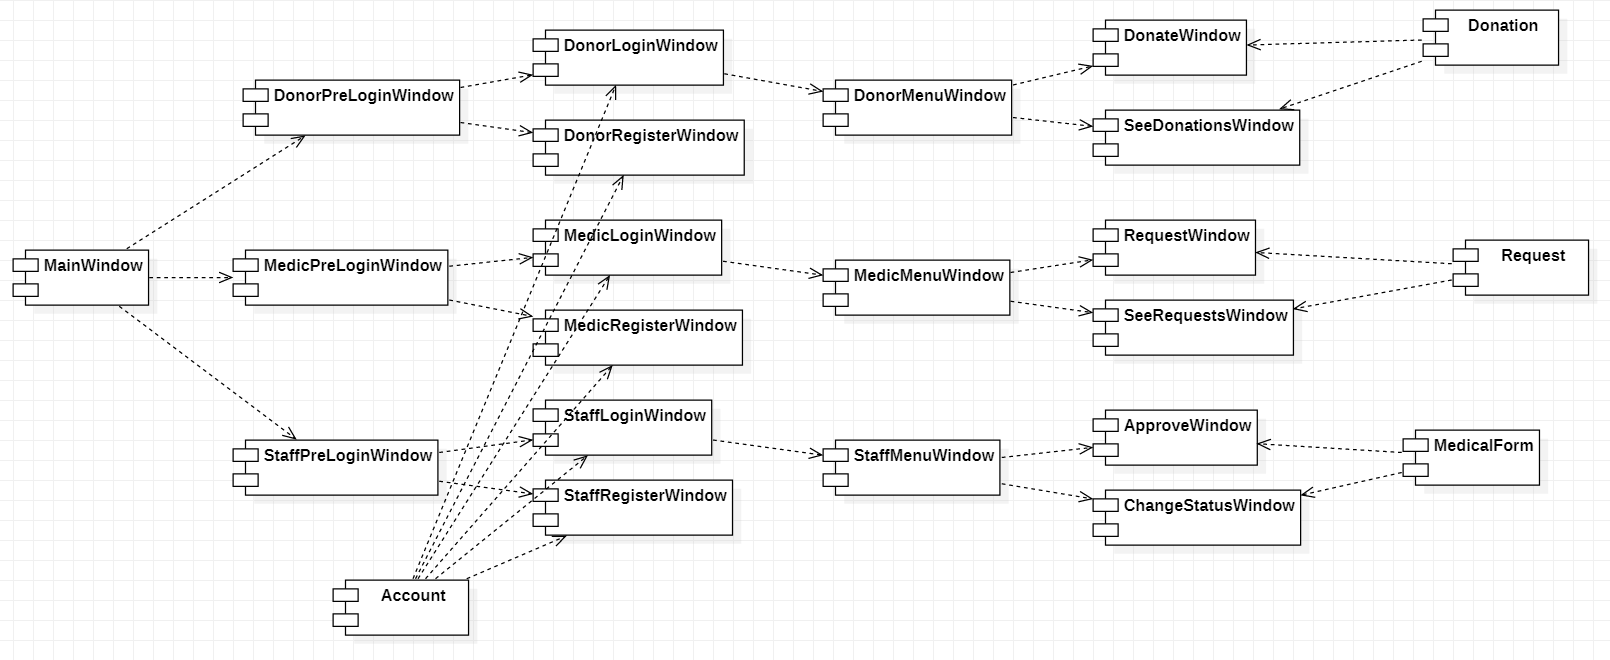 DonorLoginWindow
DonateWindow
Donation
DonorPreLoginWindow
DonorMenuWindow
DonorRegisterWindow
SeeDonationsWindow
MedicLoginWindow
RequestWindow
Request
MainWindow
MedicPreLoginWindow
MedicMenuWindow
MedicRegisterWindow
SeeRequestsWindow
StaffLoginWindow
ApproveWindow
MedicalForm
StaffPreLoginWindow
StaffMenuWindow
StaffRegisterWindow
ChangeStatusWindow
Account